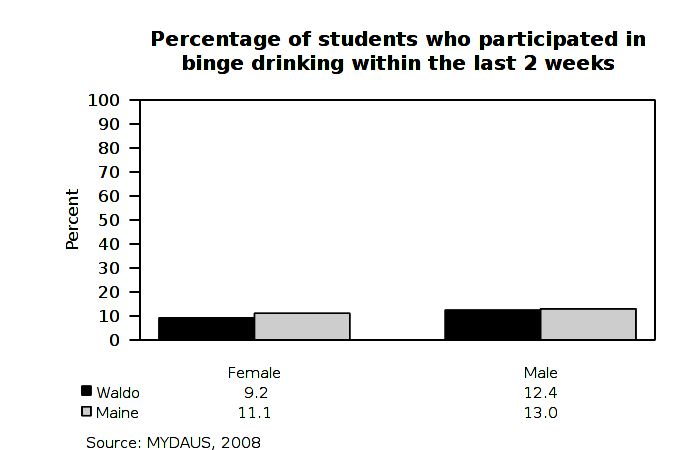 Percentage of students who participated in
binge drinking within the last 2 weeks
100
90
80
70
60
50
40
30
20
10
0
Percent
Female Male
Waldo 9.2 12.4
Maine 11.1 13.0
Source: MYDAUS, 2008